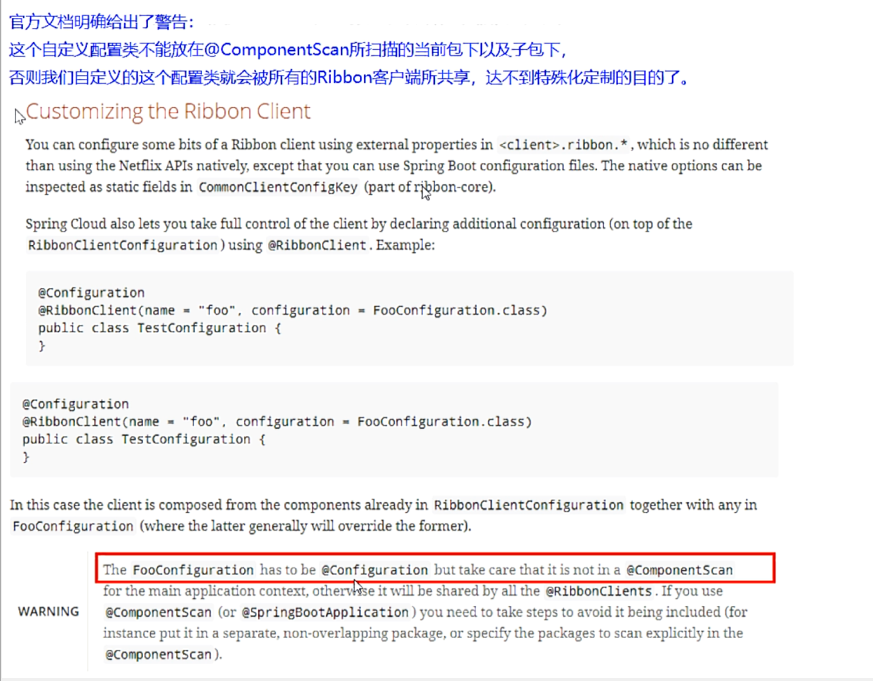 官方文档明确给出了警告：
这个自定义配置类不能放在@ComponentScan所扫描的当前包下以及子包下，
否则我们自定义的这个配置类就会被所有的Ribbon客户端所共享，达不到特殊化定制的目的了。
Customizing the Ribbon Client
You can configure some bits of a Ribbon client using external properties in <client>.ribbon.*, which is no different
than using the Netflix APIs natively, except that you can use Spring Boot configuration files. The native options can be
inspected as static fields in CommonClientConfigKey (part of ribbon-core).
Spring Cloud also lets you take full control of the client by declaring additional configuration (on top of the
RibbonClientConfiguration) using @RibbonClient. Example:
@Configuration
@RibbonClient(name = "foo", configuration = FooConfiguration.class)
public class TestConfiguration {
}
@Configuration
@RibbonClient(name = "foo", configuration = FooConfiguration.class)
public class TestConfiguration {
}
In this case the client is composed from the components already in RibbonClientConfiguration together with any in
FooConfiguration (where the latter generally will override the former).
The FooConfiguration has to be @Configuration but take care that it is not in a @ComponentScan
for the main application context, otherwise it will be shared by all the @RibbonClients. If you use
WARNING
@ComponentScan (or @SpringBootApplication) you need to take steps to avoid it being included (for
instance put it in a separate, non-overlapping package, or specify the packages to scan explicitly in the
@ComponentScan).